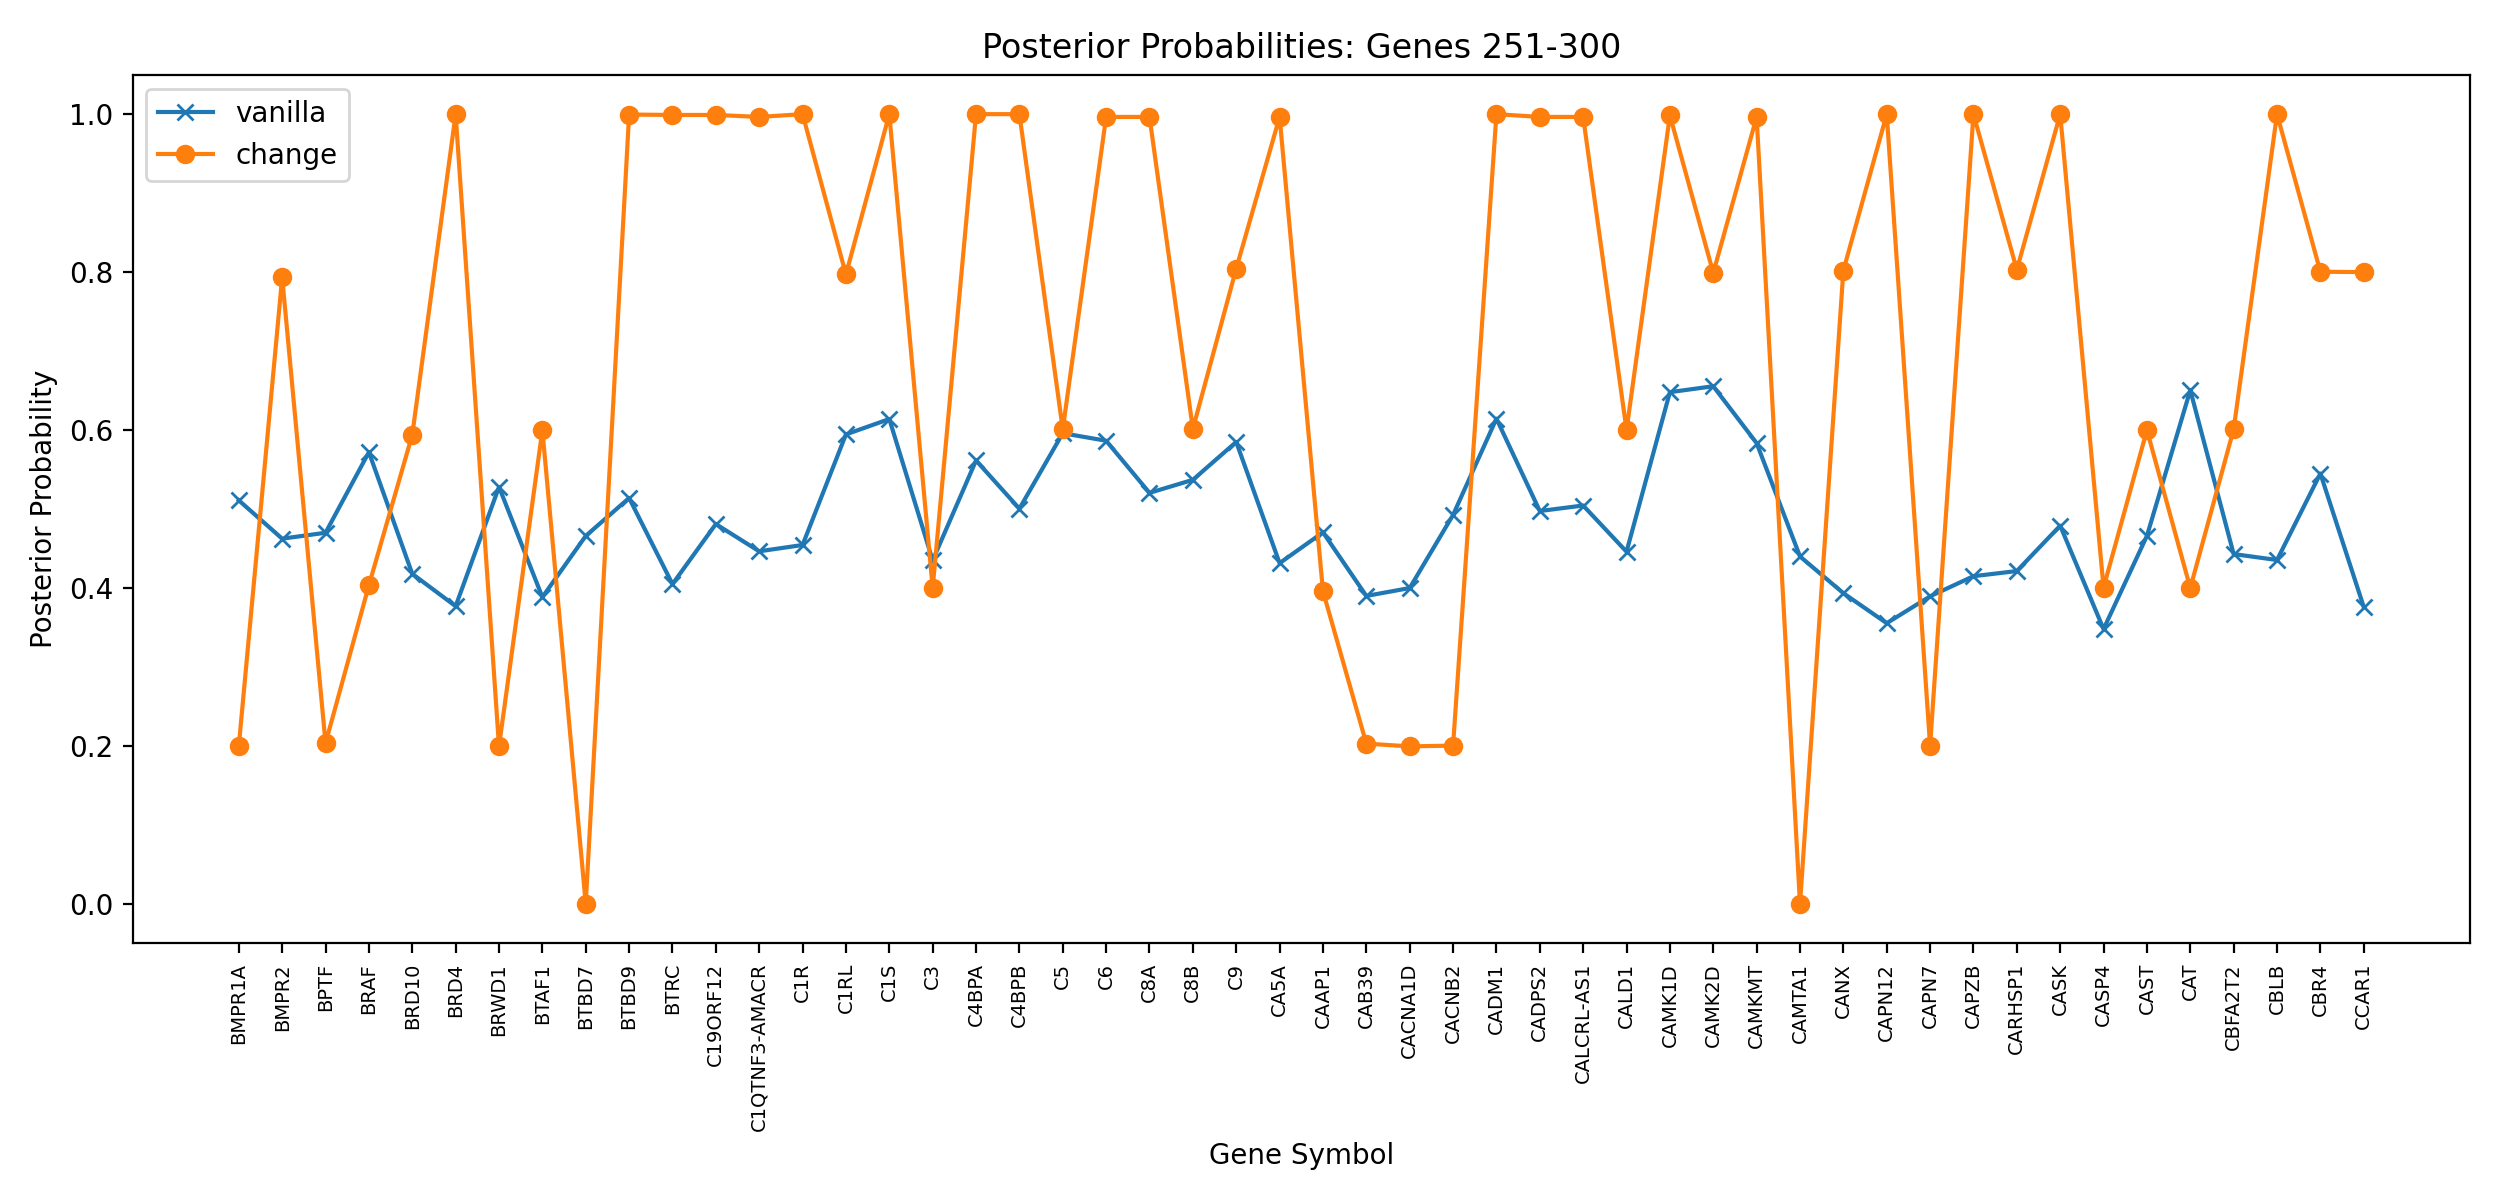 Posterior Probabilities: Genes 251-300
vanilla
change
Posterior Probability
1.0
0.8
0.6
0.4
0.2
0.0
BMPR1A
BMPR2
BPTF
BRAF
BRD10
BRD4
BRWD1
BTAF1
BTBD7
BTBD9
BTRC
C19ORF12
C1QTNF3-AMACR
C1R
C1RL
C1S
C3
C4BPA
C4BPB
C5
C6
C8A
C8B
C9
CA5A
CAAP1
CAB39
CACNA1D
CACNB2
CADM1
CADPS2
CALCRL-AS1
CALD1
CAMK1D
CAMK2D
CAMKMT
CAMTA1
CANX
CAPN12
CAPN7
CAPZB
CARHSP1
CASK
CASP4
CAST
CAT
CBFA2T2
CBLB
CBR4
CCAR1
Gene Symbol